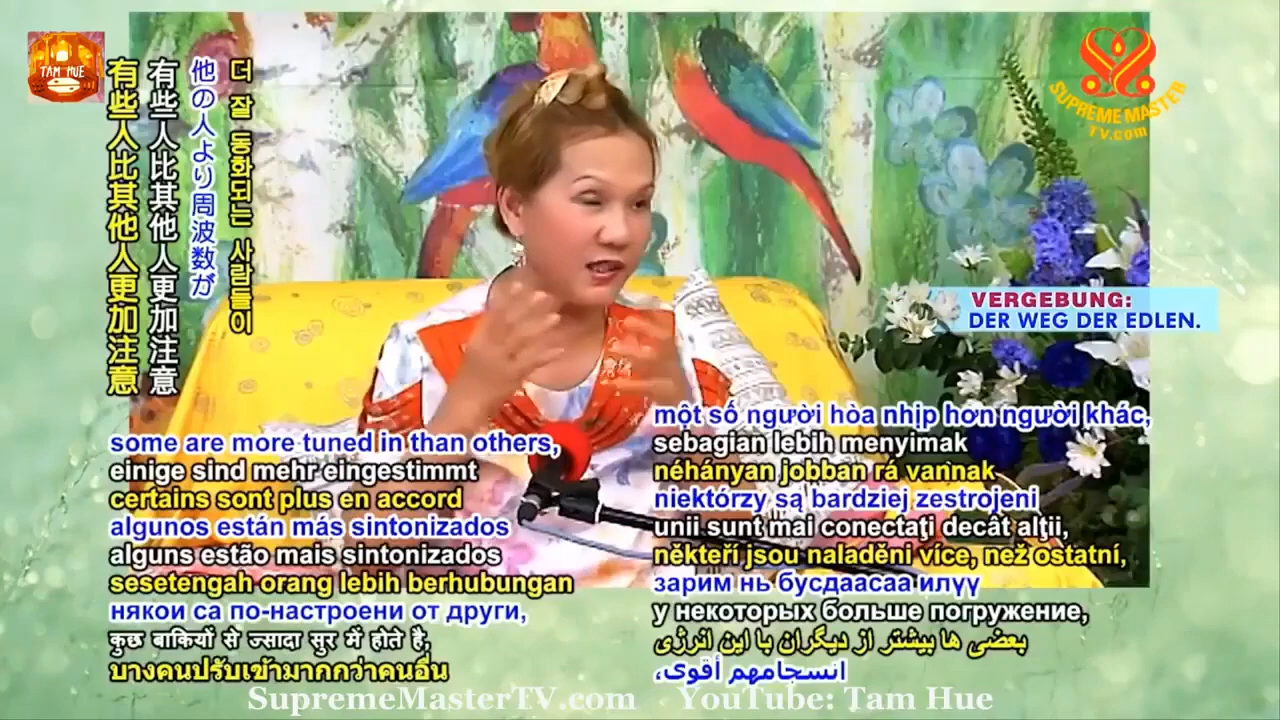 TAM HUE
SUPREME MASTER
TV.com
더 잘 동화되는 사람들이
他の人より周波数が
有些人比其他人更加注意
有些人比其他人更加注意
VERGEBUNG:
DER WEG DER EDLEN.
some are more tuned in than others,
einige sind mehr eingestimmt
certains sont plus en accord
algunos están más sintonizados
alguns estão mais sintonizados
sesetengah orang lebih berhubungan
някои са по-настроени от други,
कुछ बाकियों से ज्सादा सुर में होते है,
บางคนปรับเข้ามากกว่าคนอื่น
một số người hòa nhịp hơn người khác,
sebagian lebih menyimak
néhányan jobban rá vannak
niektórzy są bardziej zestrojeni
unii sunt mai conectaţi decât alţii,
někteří jsou naladěni více, než ostatní,
зарим нь бусдаасаа илүү
у некоторых больше погружение,
بعضی ها بیشتر از دیگران با این انرژی
انسجامهم أقوى،
SupremeMasterTV.com YouTube: Tam Hue